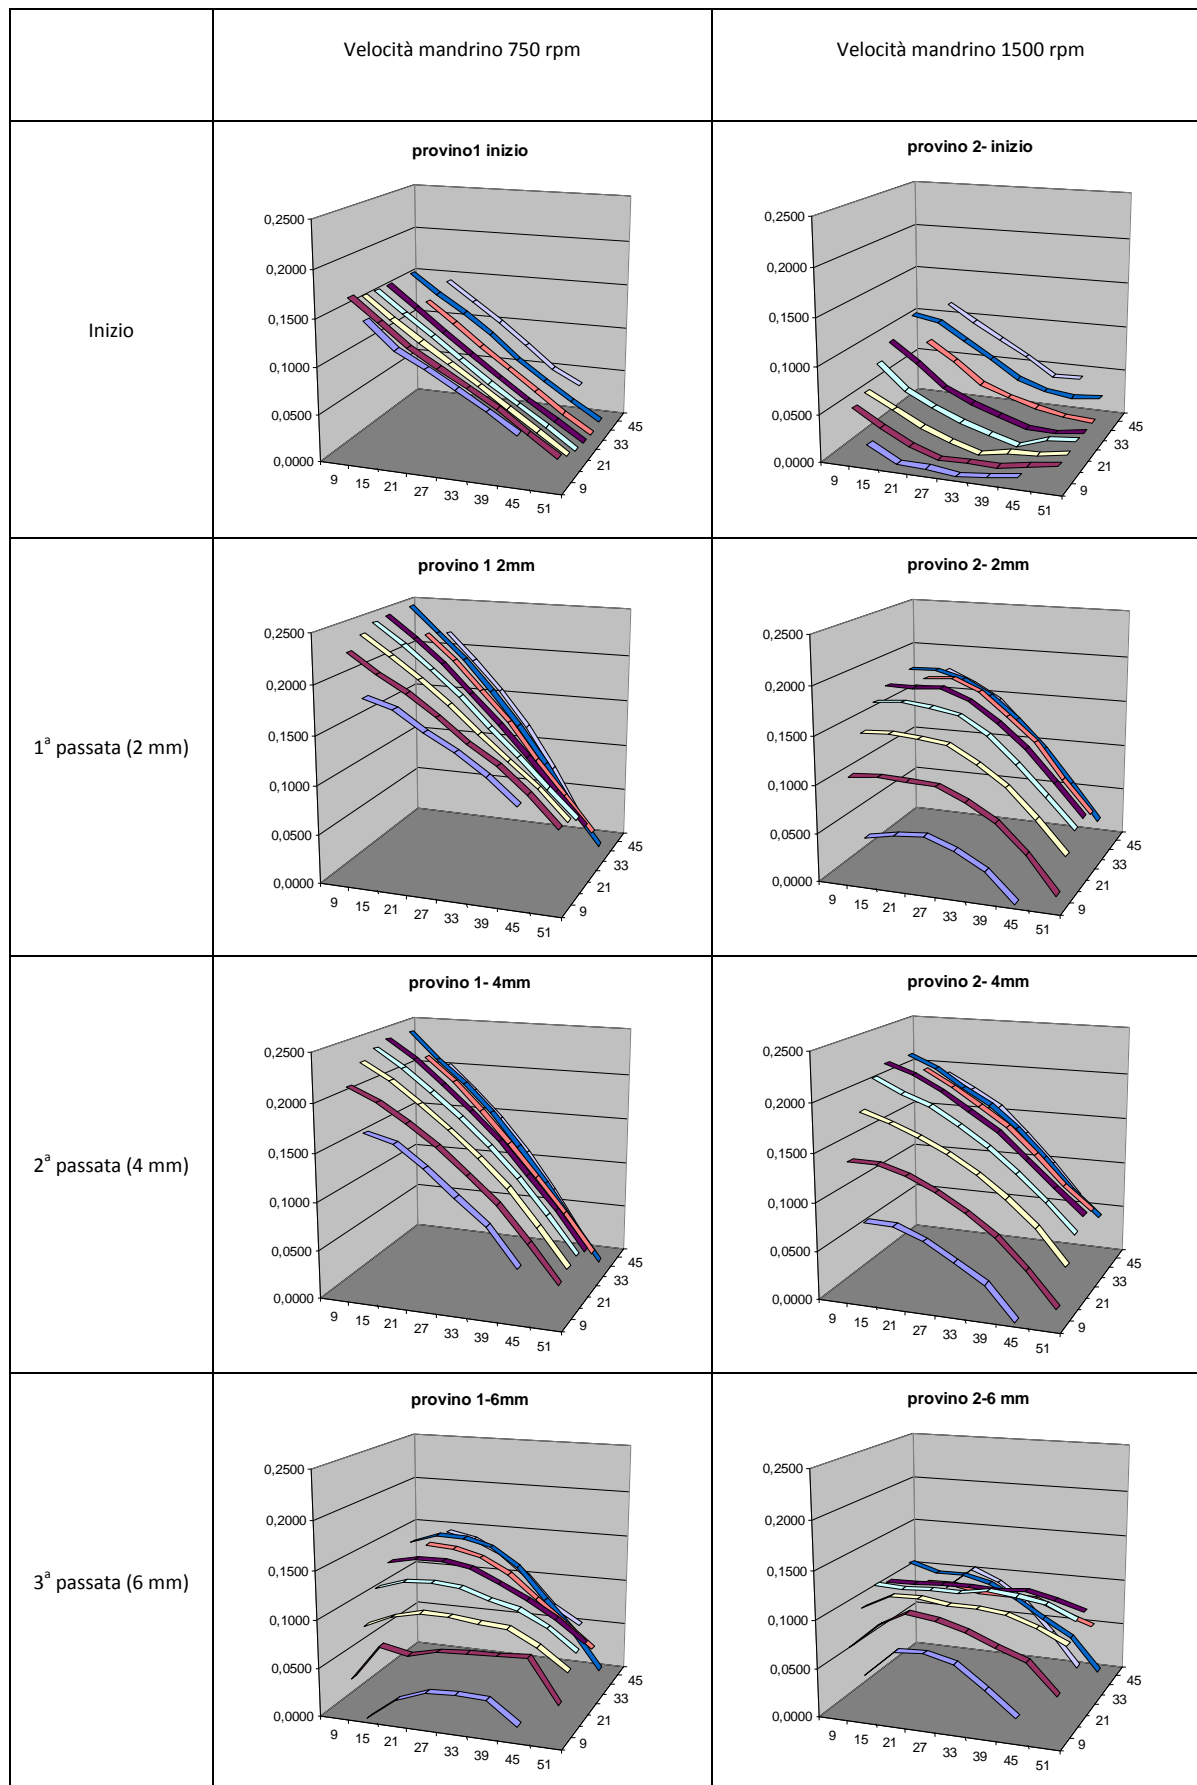 Velocità mandrino 750 rpm
Velocità mandrino 1500 rpm
Inizio
provino1 inizio
0,2500
0,2000
0,1500
0,1000
0,0500
0,0000
9 15 21 27 33 39 45 51
9 21 33 45
provino 2- inizio
0,2500
0,2000
0,1500
0,1000
0,0500
0,0000
9 15 21 27 33 39 45 51
9 21 33 45
1ª passata (2 mm)
provino 1 2mm
0,2500
0,2000
0,1500
0,1000
0,0500
0,0000
9 15 21 27 33 39 45 51
9 21 33 45
provino 2- 2mm
0,2500
0,2000
0,1500
0,1000
0,0500
0,0000
9 15 21 27 33 39 45 51
9 21 33 45
2ª passata (4 mm)
provino 1- 4mm
0,2500
0,2000
0,1500
0,1000
0,0500
0,0000
9 15 21 27 33 39 45 51
9 21 33 45
provino 2- 4mm
0,2500
0,2000
0,1500
0,1000
0,0500
0,0000
9 15 21 27 33 39 45 51
9 21 33 45
3ª passata (6 mm)
provino 1-6mm
0,2500
0,2000
0,1500
0,1000
0,0500
0,0000
9 15 21 27 33 39 45 51
9 21 33 45
provino 2-6 mm
0,2500
0,2000
0,1500
0,1000
0,0500
0,0000
9 15 21 27 33 39 45 51
9 21 33 45